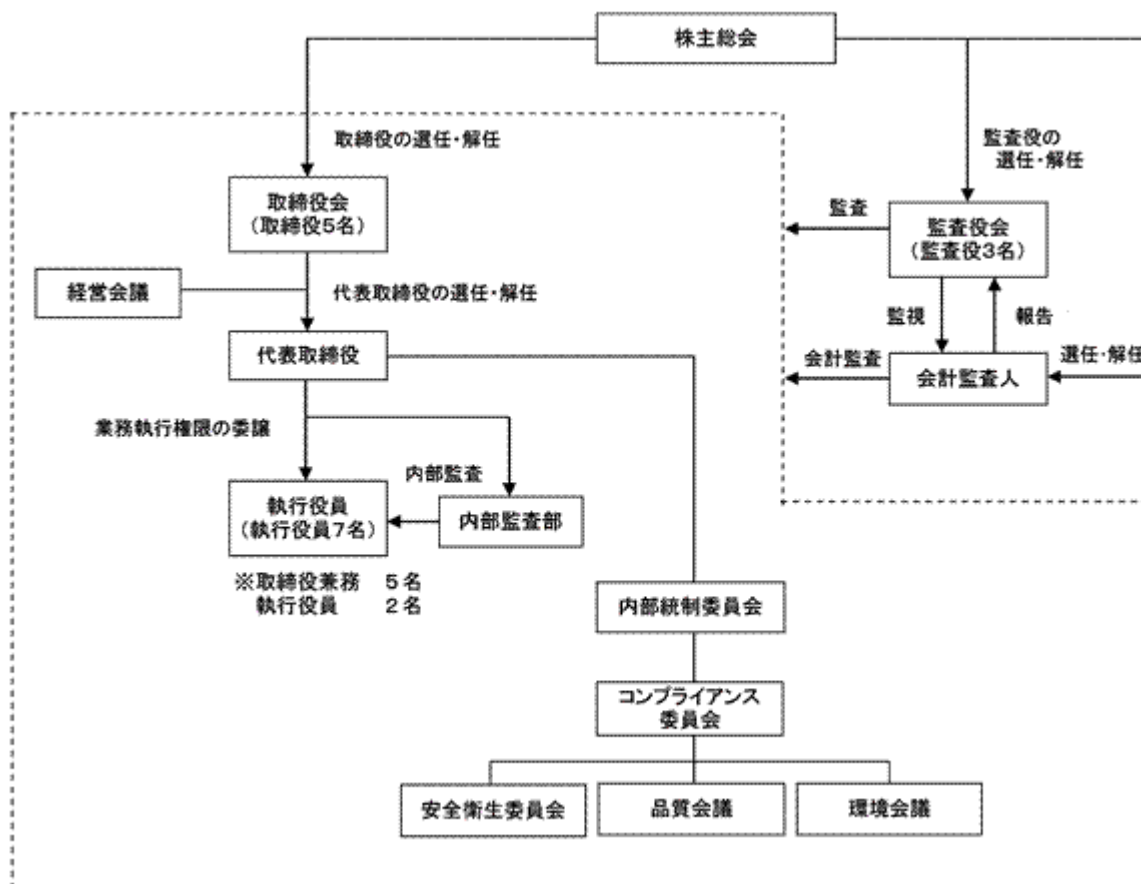 株主総会
取締役の選任・解任
監査役の
選任・解任
取締役会
(取締役5名)
監査
監査役会
(監査役3名)
経営会議
代表取締役の選任・解任
監視
報告
代表取締役
会計監査
会計監査人
選任・解任
業務執行権限の委譲
内部監査
執行役員
(執行役員7名)
内部監査部
※取締役兼務 5名
執行役員 2名
内部統制委員会
コンプライアンス
委員会
安全衛生委員会
品質会議
環境会議